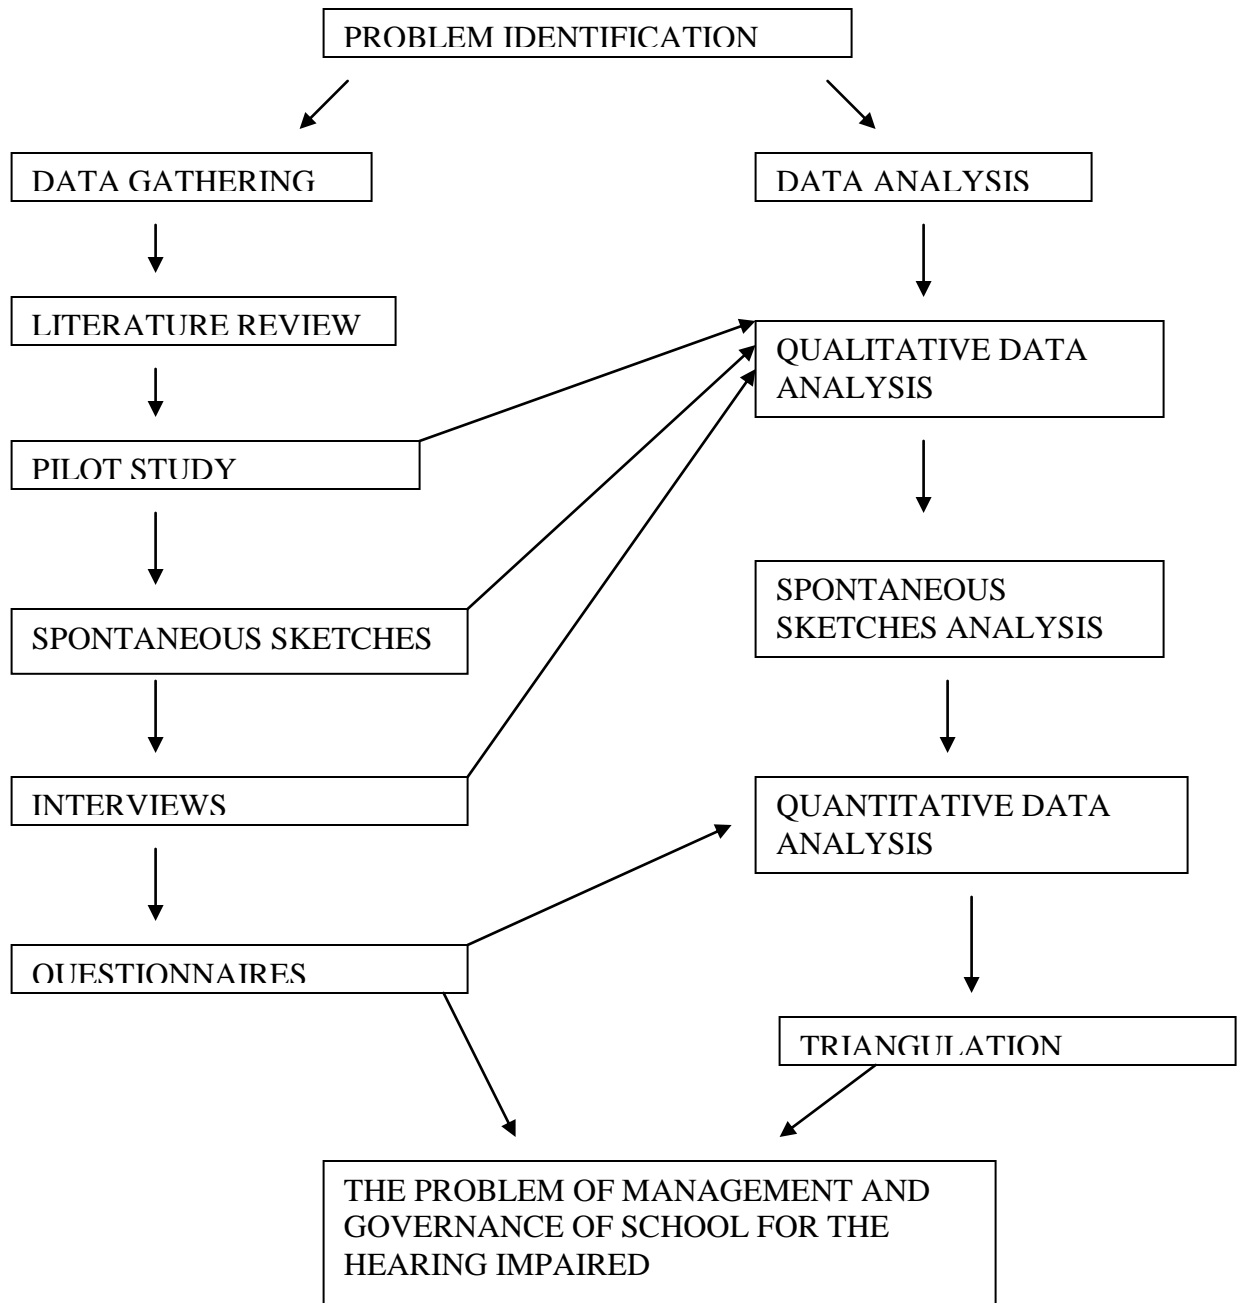 PROBLEM IDENTIFICATION
DATA GATHERING
DATA ANALYSIS
LITERATURE REVIEW
QUALITATIVE DATA
ANALYSIS
PILOT STUDY
SPONTANEOUS
SKETCHES ANALYSIS
SPONTANEOUS SKETCHES
INTERVIEWS
QUANTITATIVE DATA
ANALYSIS
QUESTIONNAIRES
TRIANGULATION
THE PROBLEM OF MANAGEMENT AND
GOVERNANCE OF SCHOOL FOR THE
HEARING IMPAIRED